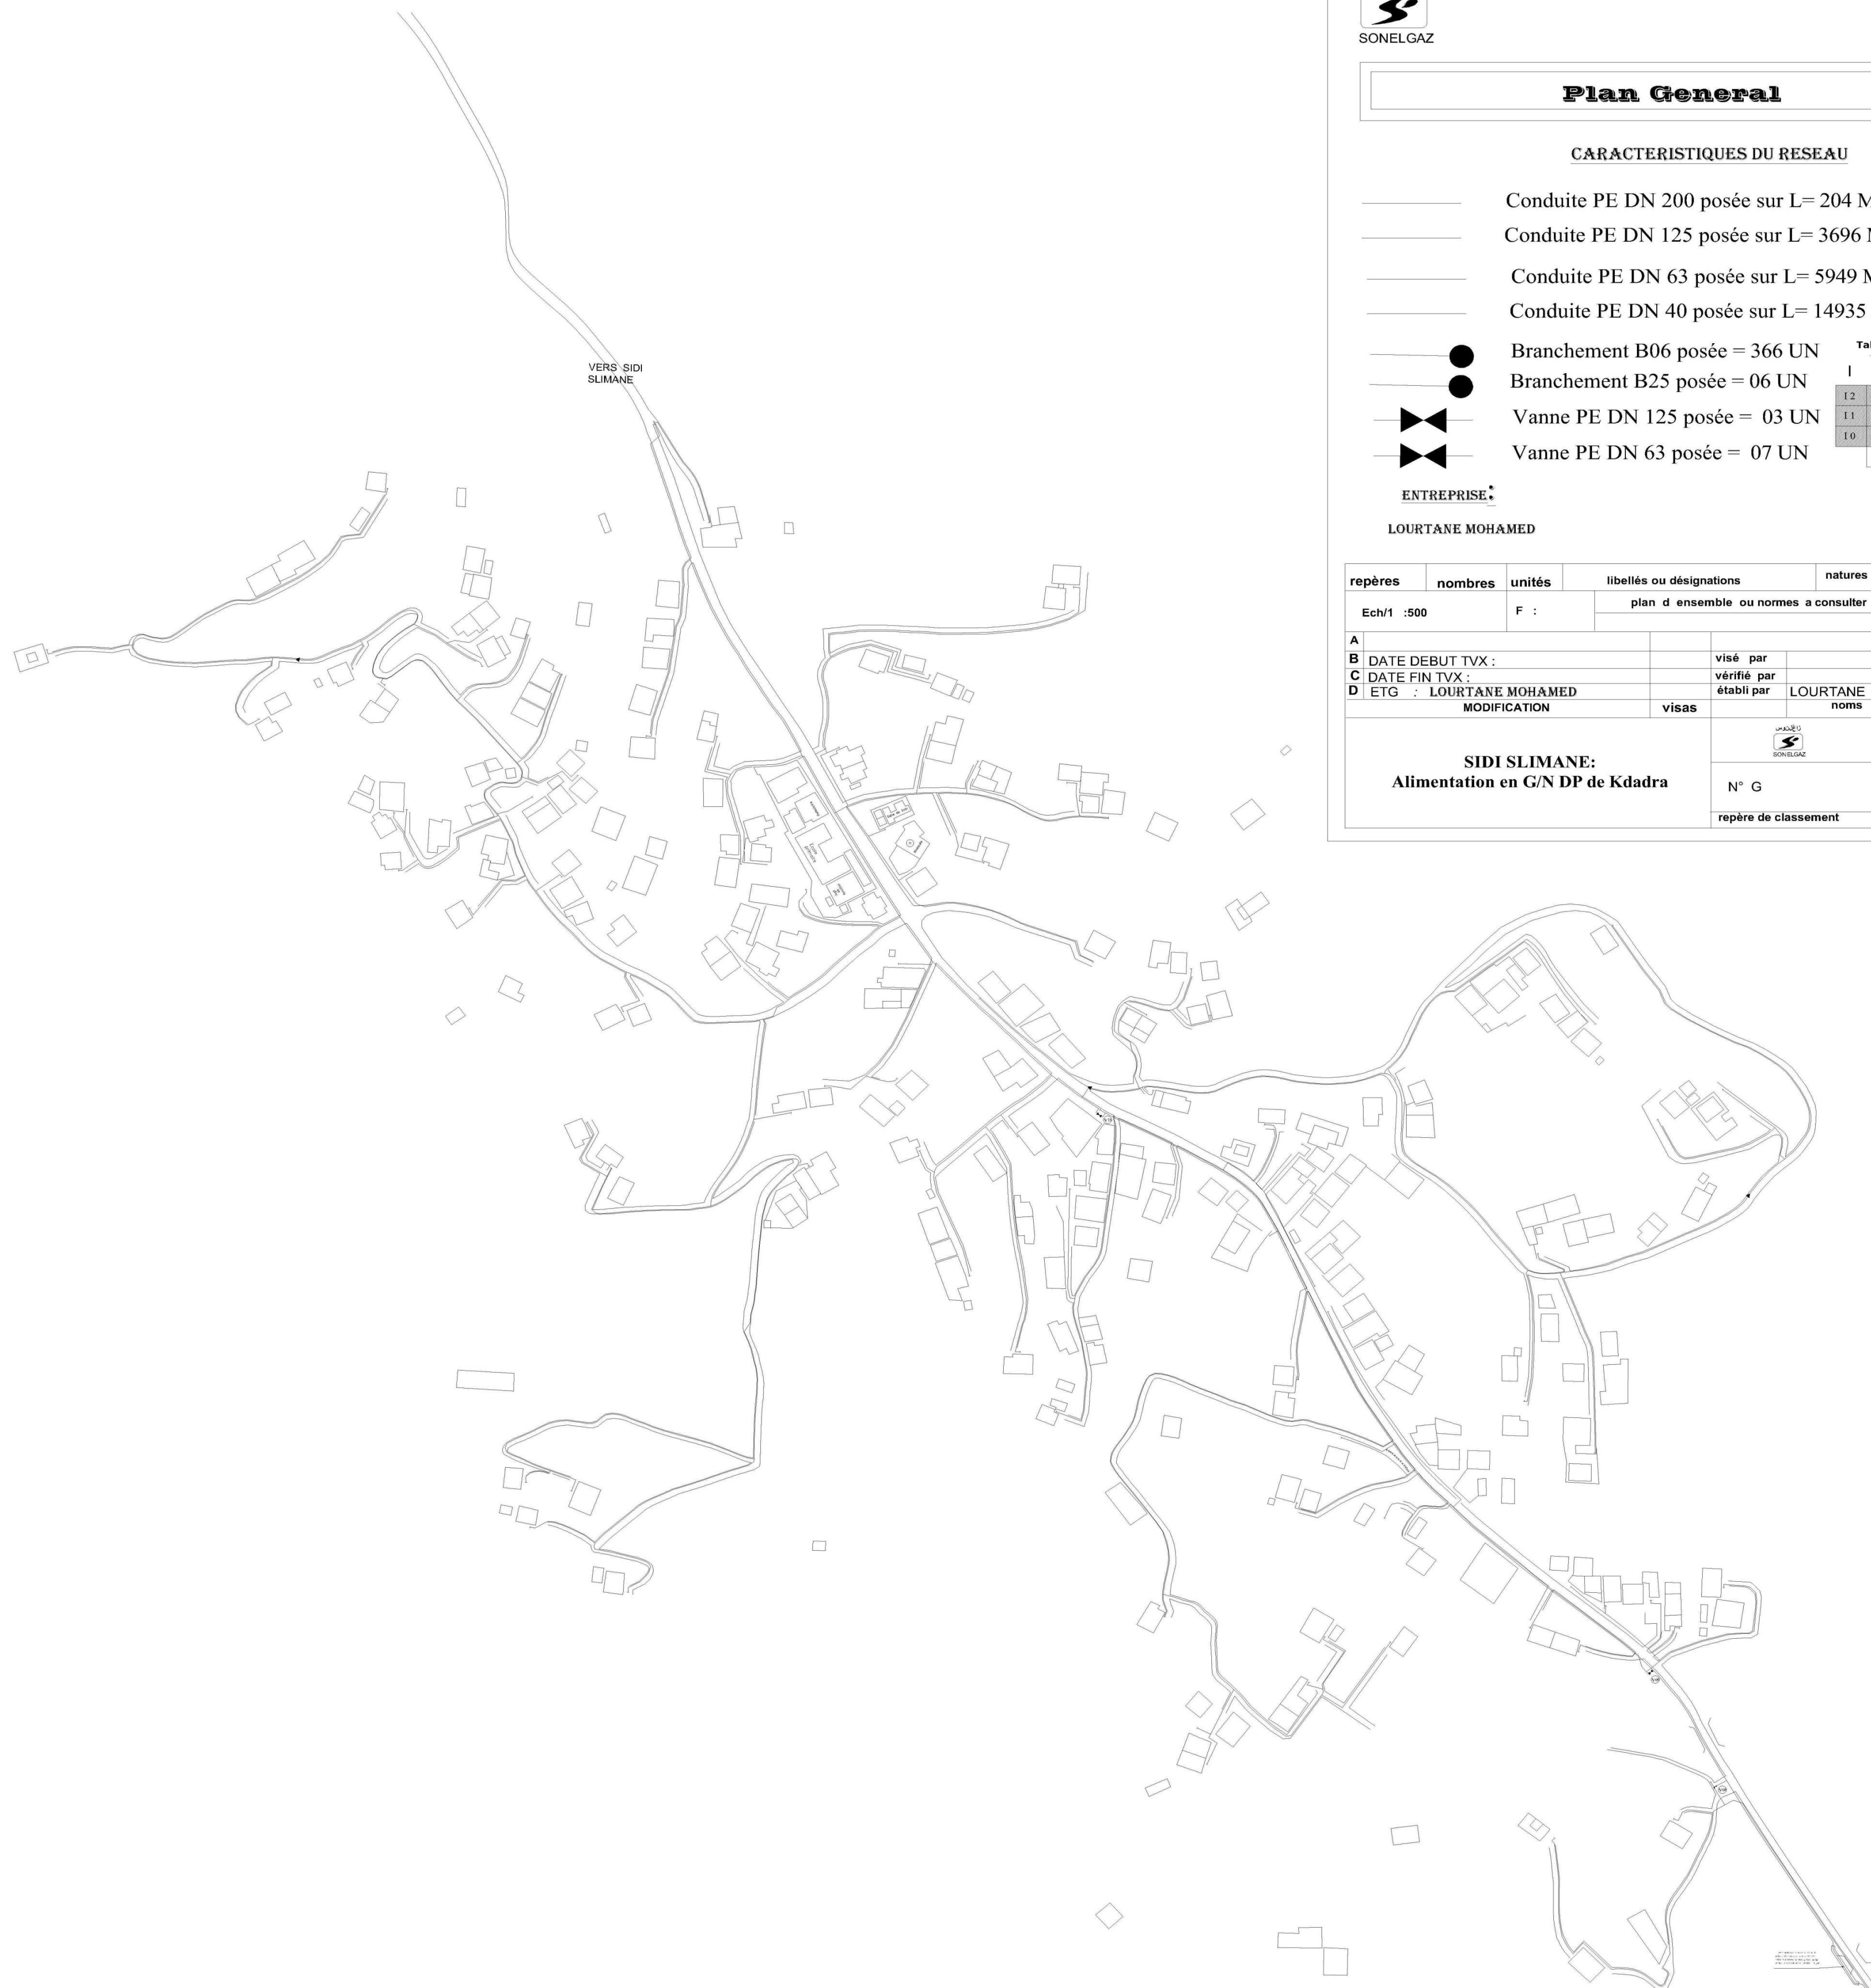 SONELGAZ
Plan General
CARACTERISTIQUES DU RESEAU
Conduite PE DN 200 posée sur L= 204 M
Conduite PE DN 125 posée sur L= 3696
Conduite PE DN 63 posée sur L= 5949 M
Conduite PE DN 40 posée sur L= 14935
Branchement B06 posée = 366 UN
Branchement B25 posée = 06 UN
Vanne PE DN 125 posée = 03 UN
Vanne PE DN 63 posée = 07 UN
I
I 2
I 1
I 0
ENTREPRISE:
LOURTANE MOHAMED
repères nombres unités libellés ou désignations natures
Ech/1 :500 F : plan d ensemble ou normes a consulter
A
B DATE DEBUT TVX : visé par
C DATE FIN TVX : vérifié par
D ETG : LOURTANE MOHAMED établi par LOURTANE
MODIFICATION visas noms
SIDI SLIMANE:
Alimentation en G/N DP de Kdadra
SONELGAZ
N° G
repère de classement
VERS SIDI
SLIMANE
Ecole
primaire